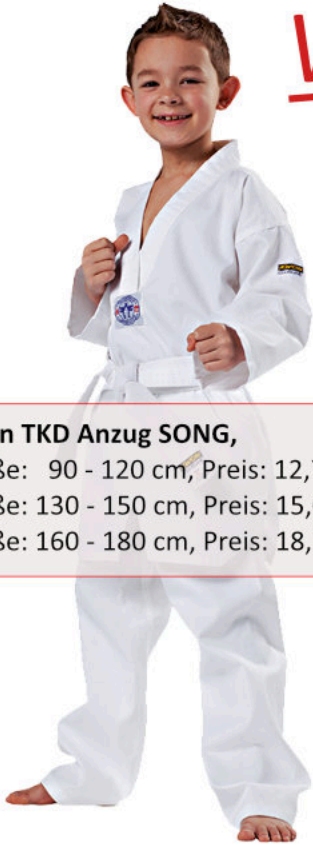 n TKD Anzug SONG,
ße: 90 - 120 cm, Preis: 12,
ße: 130 - 150 cm, Preis: 15,
ße: 160 - 180 cm, Preis: 18,